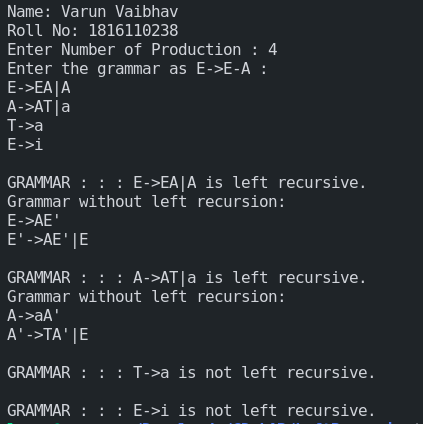 Name: Varun Vaibhav
Roll No: 1816110238
Enter Number of Production : 4
Enter the grammar as E->E-A :
E->EA|A
A->AT|a
T->a
E->i
GRAMMAR : : : E->EA|A is left recursive.
Grammar without left recursion:
E->AE'
E'->AE'|E
GRAMMAR : : : A->AT|a is left recursive.
Grammar without left recursion:
A->aA'
A'->TA'|E
GRAMMAR : : : T->a is not left recursive.
GRAMMAR : : : E->i is not left recursive.